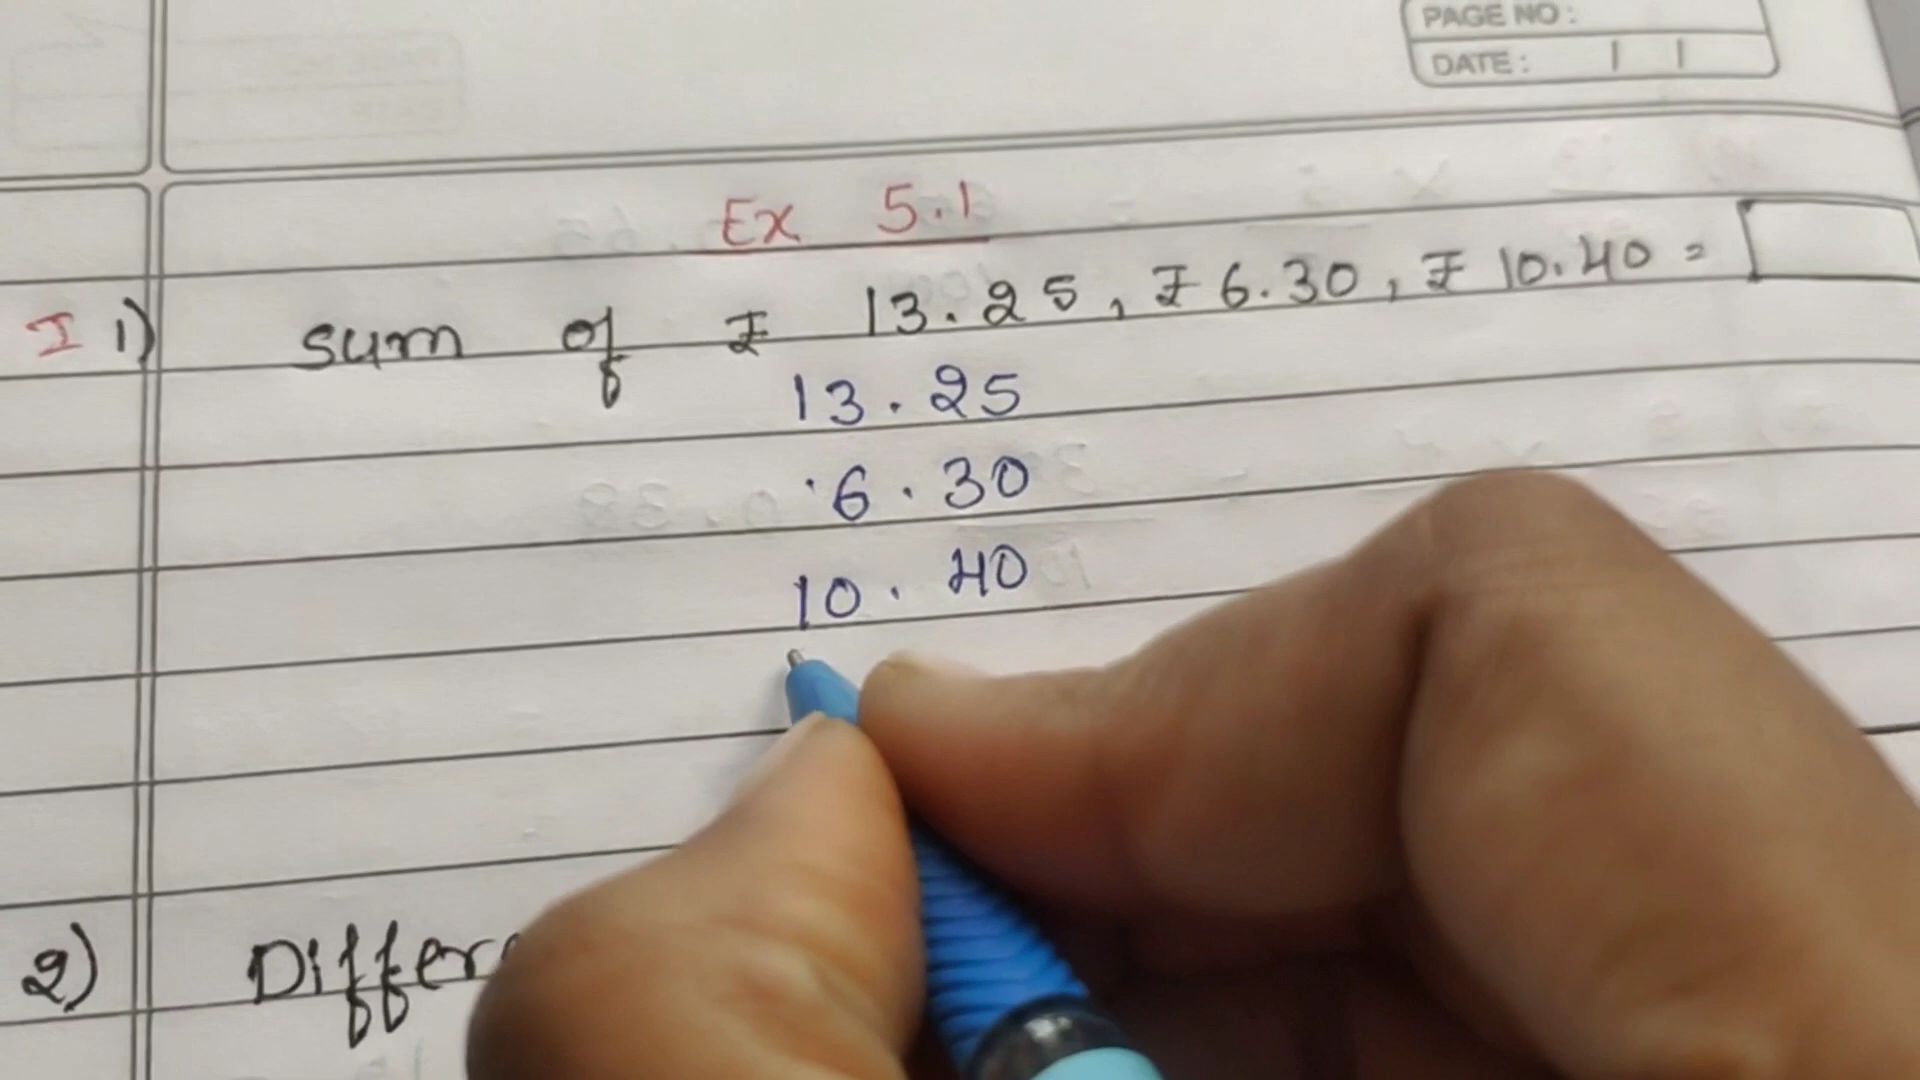 PAGE NO:
DATE: | |
Ex 5.1
I 1) Sum of ₹ 13.25, ₹ 6.30, ₹ 10.40 =
13.25
6.30
10.40
2)